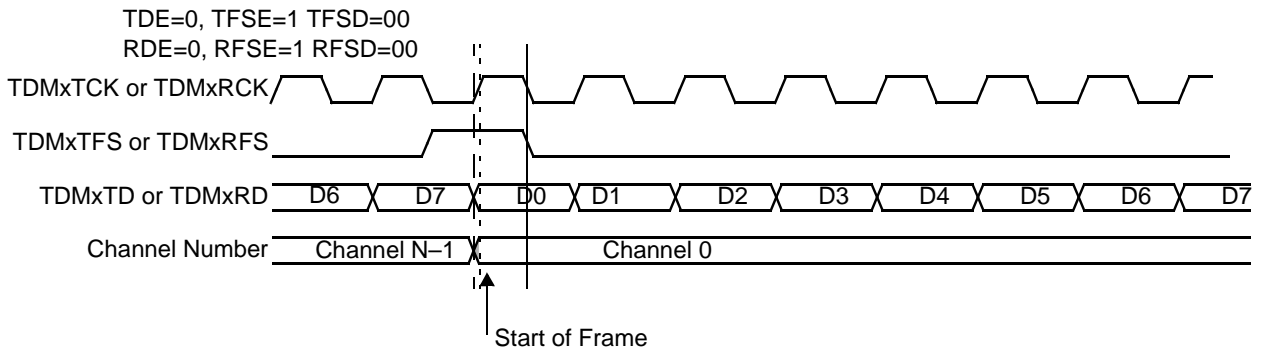 TDE=0, TFSE=1 TFSD=00
RDE=0, RFSE=1 RFSD=00
TDMxTCK or TDMxRCK
TDMxTFS or TDMxRFS
TDMxTD or TDMxRD D6 D7 D0 D1 D2 D3 D4 D5 D6 D7
Channel Number Channel N–1 Channel 0
Start of Frame